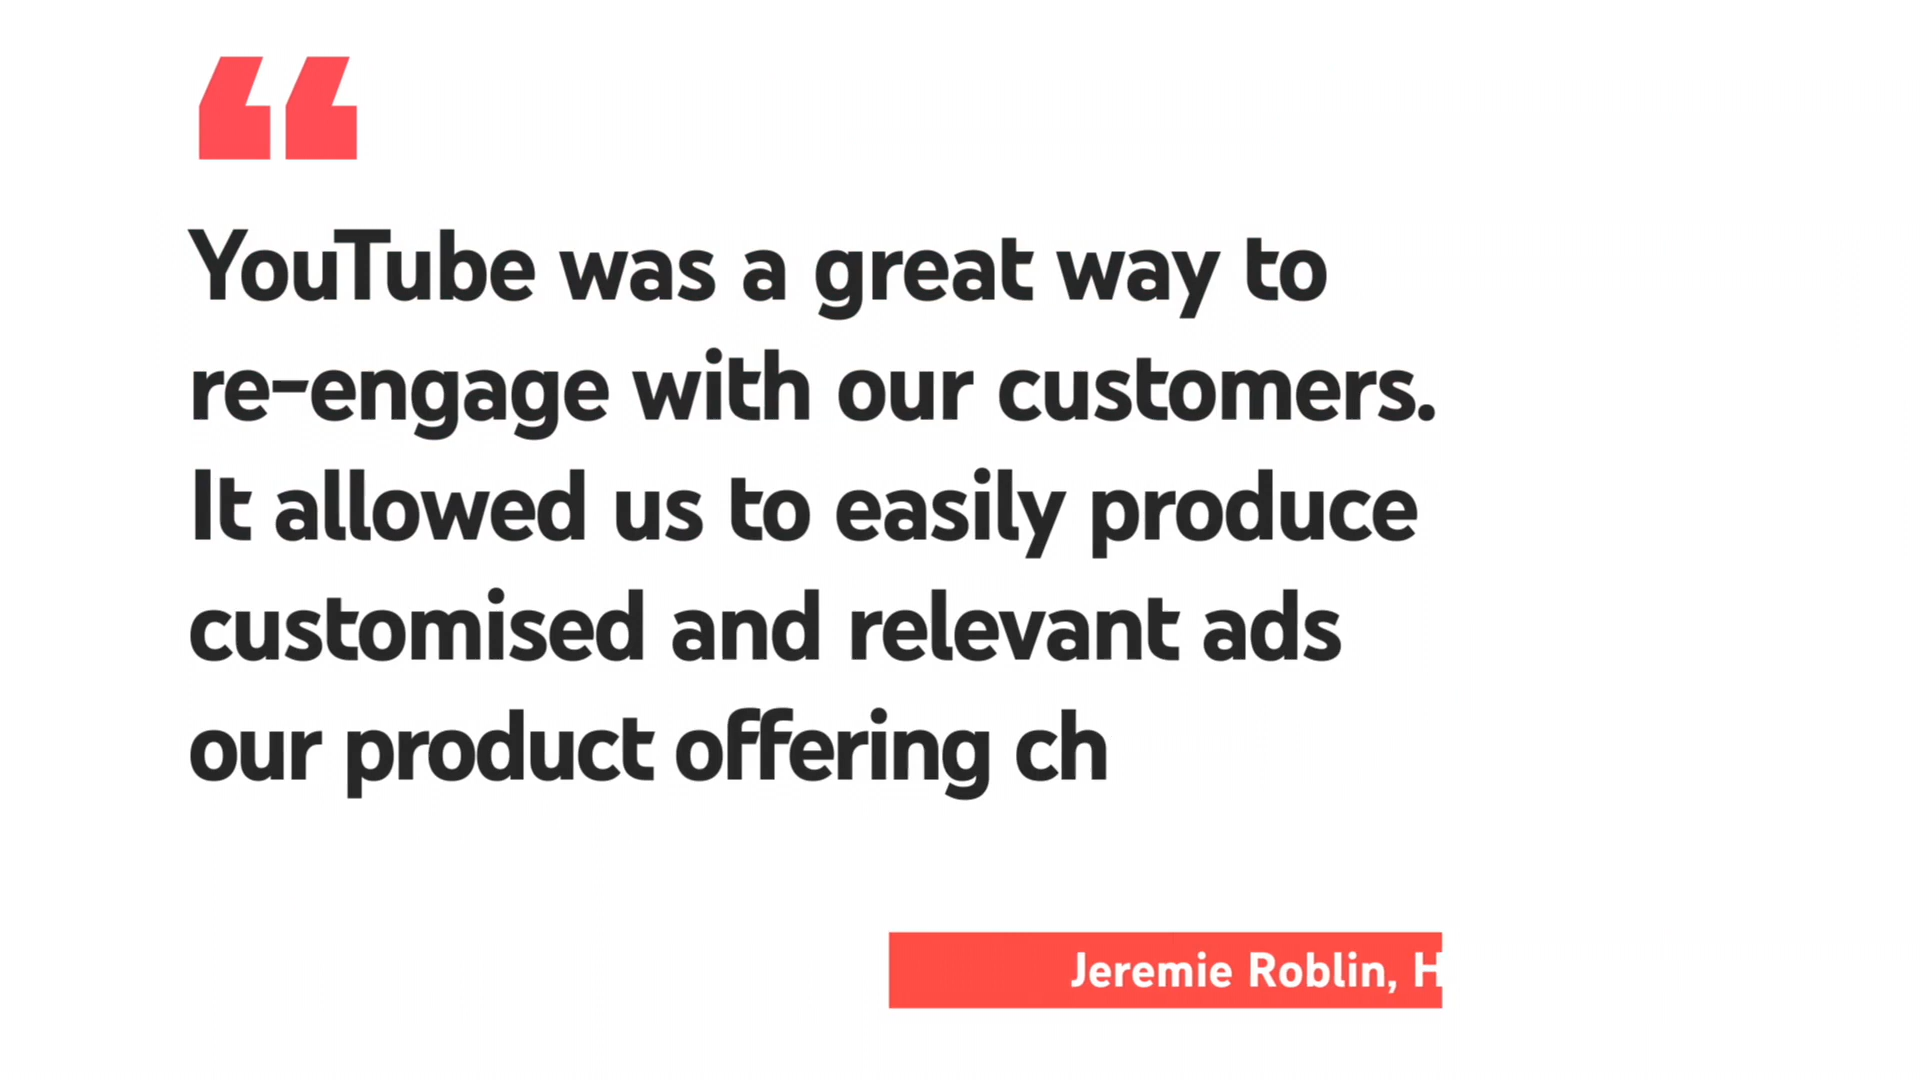 “
YouTube was a great way to
re-engage with our customers.
It allowed us to easily produce
customised and relevant ads
our product offering ch
Jeremie Roblin, H